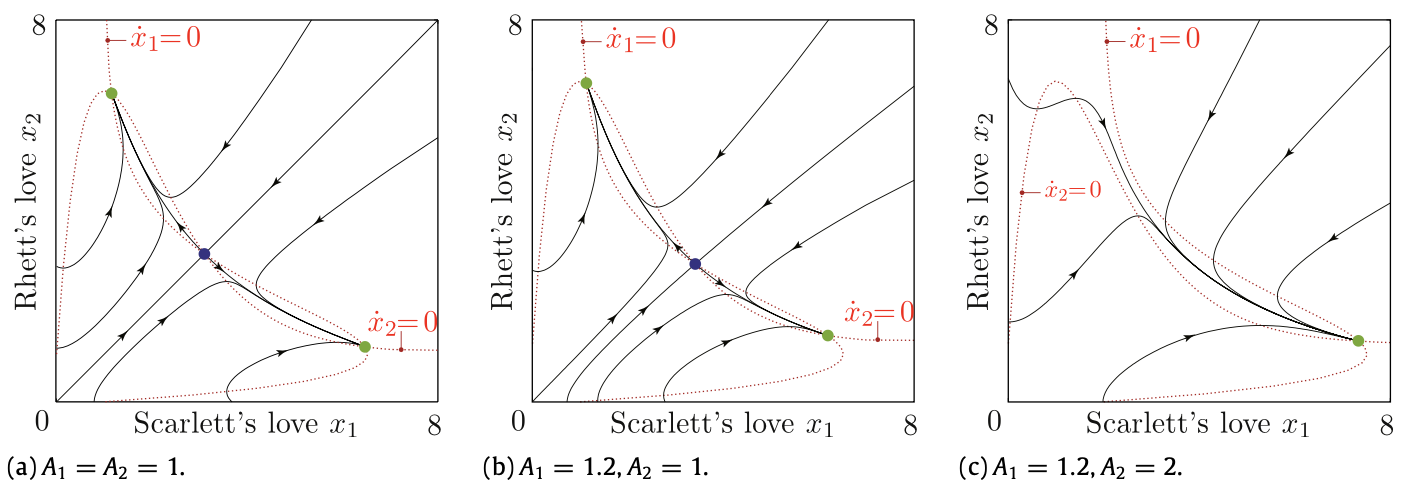 8
ẋ₁=0
Rhett's love x₂
ẋ₂=0
0
Scarlett's love x₁
8
(a) A₁ = A₂ = 1.
8
ẋ₁=0
Rhett's love x₂
ẋ₂=0
0
Scarlett's love x₁
8
(b) A₁ = 1.2, A₂ = 1.
8
ẋ₁=0
Rhett's love x₂
ẋ₂=0
0
Scarlett's love x₁
8
(c) A₁ = 1.2, A₂ = 2.